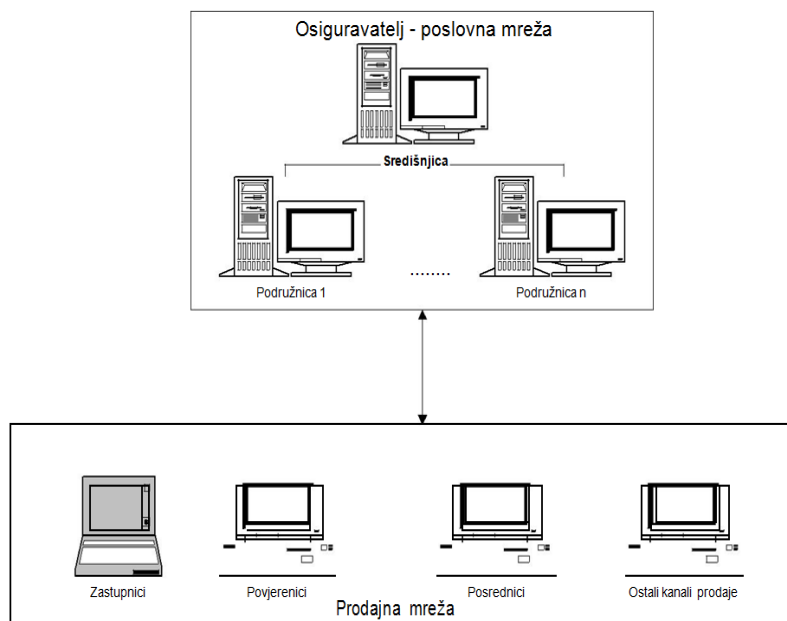 Osiguravatelj - poslovna mreža
Središnjica
........
Podružnica 1
Podružnica n
Zastupnici
Povjerenici
Posrednici
Ostali kanali prodaje
Prodajna mreža